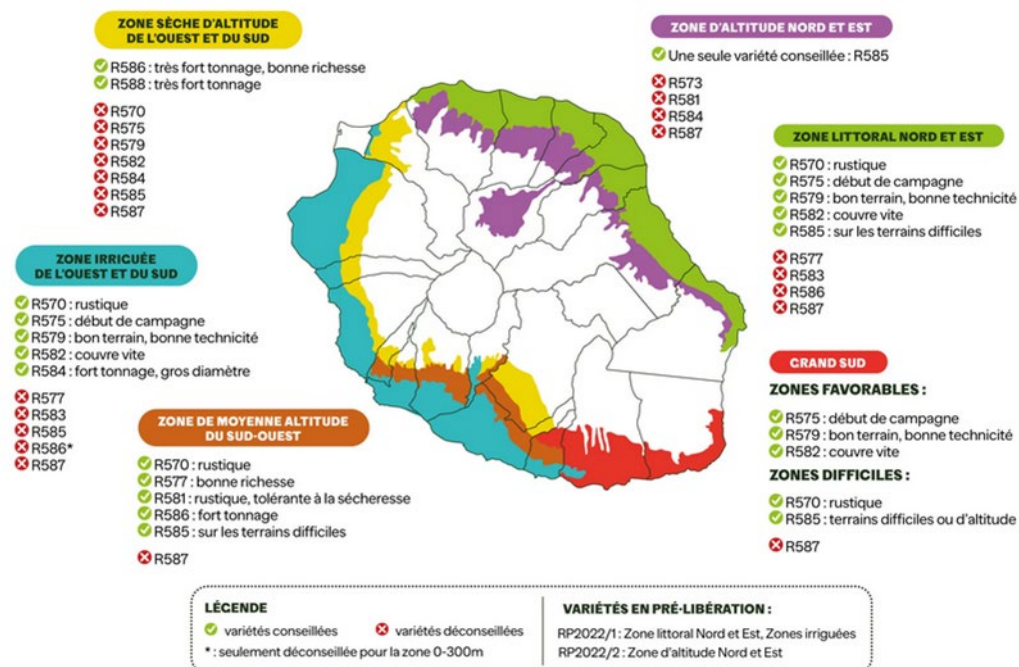 ZONE SÈCHE D'ALTITUDE
DE L'OUEST ET DU SUD
R586 : très fort tonnage, bonne richesse
R588 : très fort tonnage
R570
R575
R579
R582
R584
R585
R587
ZONE IRRIGUÉE
DE L'OUEST ET DU SUD
R570 : rustique
R575 : début de campagne
R579 : bon terrain, bonne technicité
R582 : couvre vite
R584 : fort tonnage, gros diamètre
R577
R583
R585
R586*
R587
ZONE DE MOYENNE ALTITUDE
DU SUD-OUEST
R570 : rustique
R577 : bonne richesse
R581 : rustique, tolérante à la sécheresse
R586 : fort tonnage
R585 : sur les terrains difficiles
R587
ZONE D'ALTITUDE NORD ET EST
Une seule variété conseillée : R585
R573
R581
R584
R587
ZONE LITTORAL NORD ET EST
R570 : rustique
R575 : début de campagne
R579 : bon terrain, bonne technicité
R582 : couvre vite
R585 : sur les terrains difficiles
R577
R583
R586
R587
GRAND SUD
ZONES FAVORABLES :
R575 : début de campagne
R579 : bon terrain, bonne technicité
R582 : couvre vite
ZONES DIFFICILES :
R570 : rustique
R585 : terrains difficiles ou d'altitude
R587
LÉGENDE
variétés conseillées
variétés déconseillées
* : seulement déconseillée pour la zone 0-300m
VARIÉTÉS EN PRÉ-LIBÉRATION :
RP2022/1 : Zone littoral Nord et Est, Zones irriguées
RP2022/2 : Zone d'altitude Nord et Est